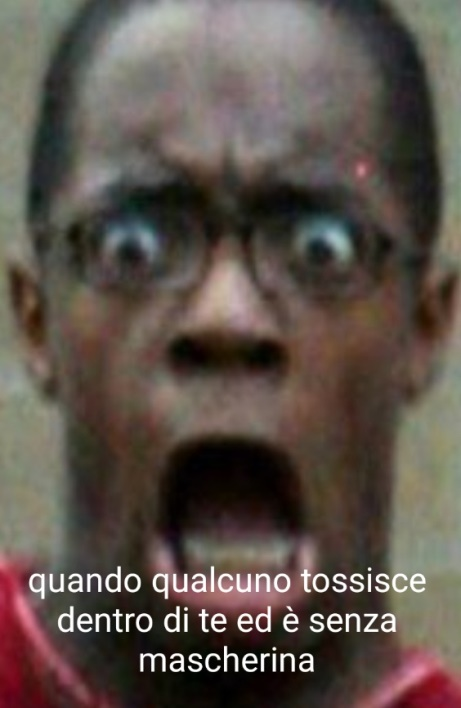 quando qualcuno tossisce
dentro di te ed è senza
mascherina